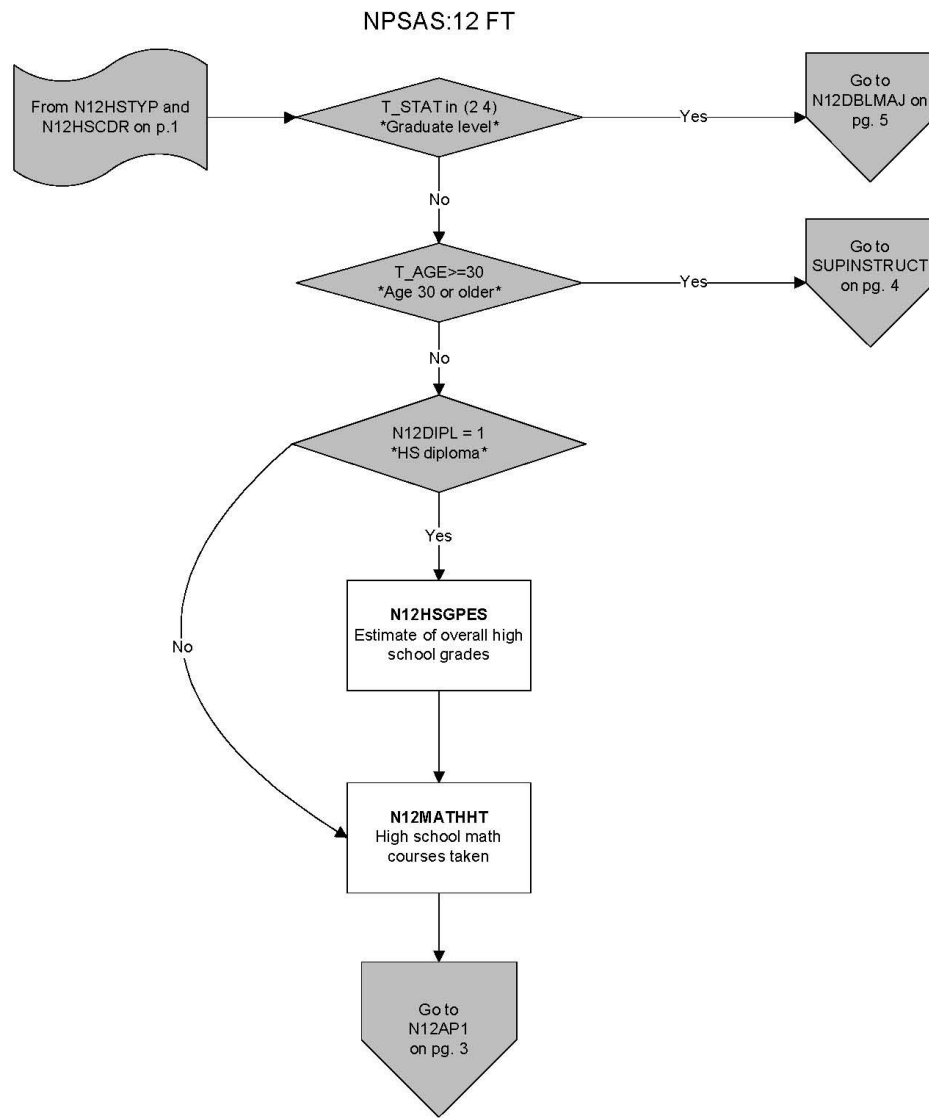 NPSAS:12 FT
From N12HSTYP and
N12HSCDR on p.1
T_STAT in (2 4)
*Graduate level*
Yes
Go to
N12DBLMAJ on
pg. 5
No
T_AGE>=30
*Age 30 or older*
Yes
Go to
SUPINSTRUCT
on pg. 4
No
N12DIPL = 1
*HS diploma*
Yes
N12HSGPES
Estimate of overall high
school grades
No
N12MATHHT
High school math
courses taken
Go to
N12AP1
on pg. 3